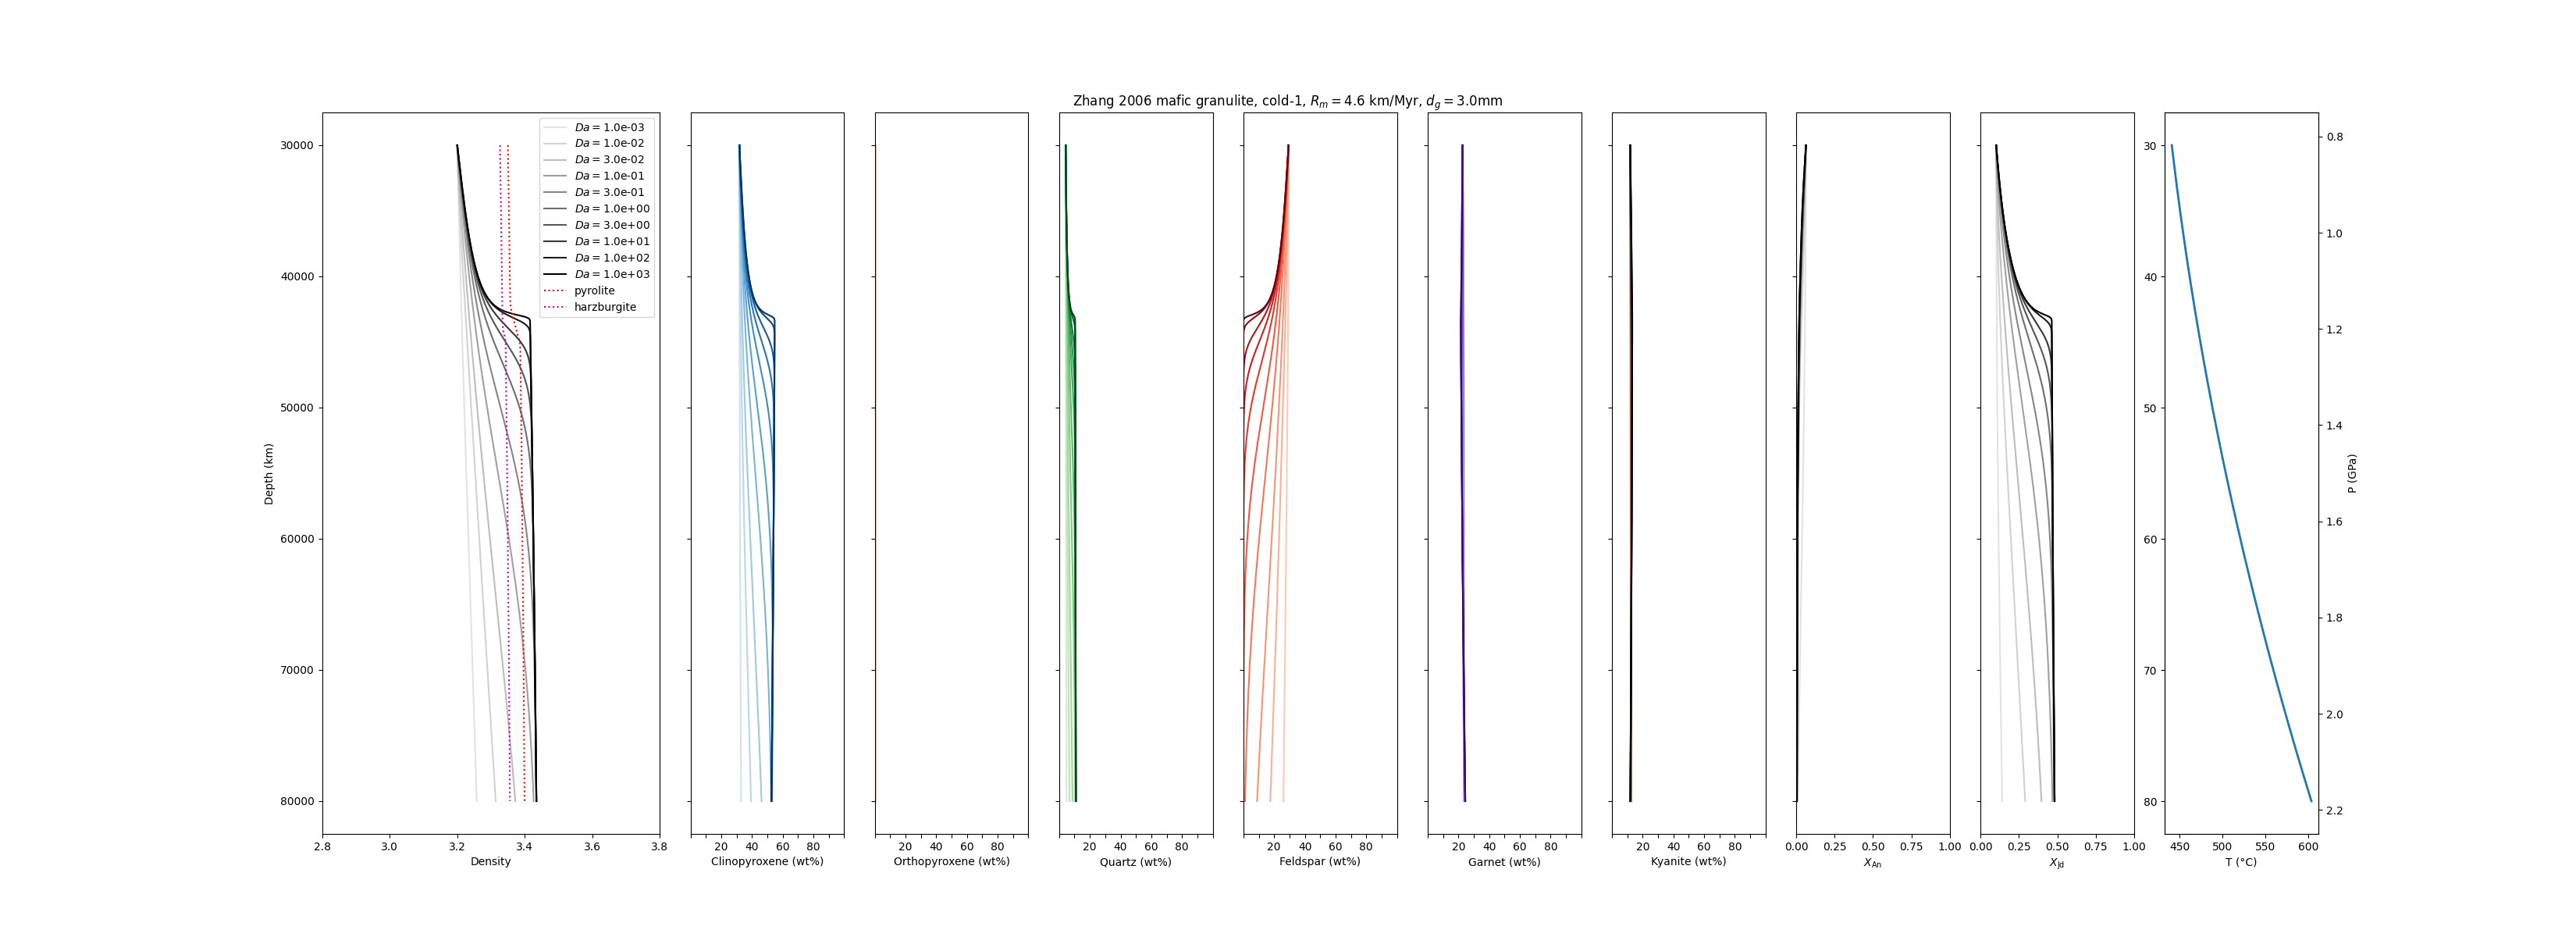 Zhang 2006 mafic granulite, cold-1, R_m = 4.6 km/Myr, d_g = 3.0mm
Da = 1.0e-03
Da = 1.0e-02
Da = 3.0e-02
Da = 1.0e-01
Da = 3.0e-01
Da = 1.0e+00
Da = 3.0e+00
Da = 1.0e+01
Da = 1.0e+02
Da = 1.0e+03
pyrolite
harzburgite
Depth (km)
30000
40000
50000
60000
70000
80000
2.8 3.0 3.2 3.4 3.6 3.8
Density
20 40 60 80
Clinopyroxene (wt%)
20 40 60 80
Orthopyroxene (wt%)
20 40 60 80
Quartz (wt%)
20 40 60 80
Feldspar (wt%)
20 40 60 80
Garnet (wt%)
20 40 60 80
Kyanite (wt%)
0.00 0.25 0.50 0.75 1.00
X_An
0.00 0.25 0.50 0.75 1.00
X_Jd
30
40
50
60
70
80
450 500 550 600
T (°C)
0.8
1.0
1.2
1.4
1.6
1.8
2.0
2.2
P (GPa)